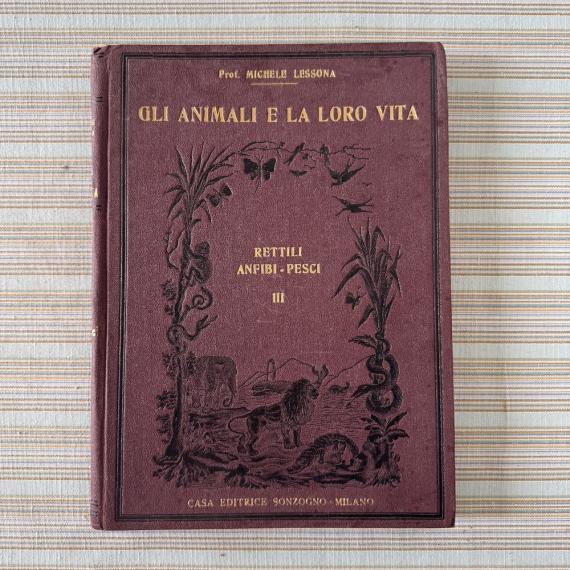 Prof. MICHELE LESSONA
GLI ANIMALI E LA LORO VITA
RETTILI
ANFIBI - PESCI
III
CASA EDITRICE SONZOGNO - MILANO